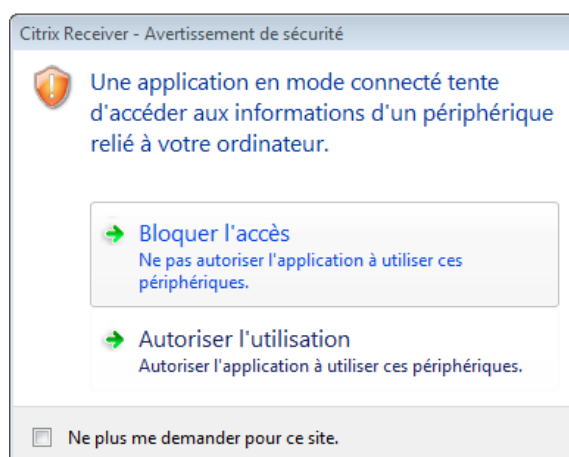 Citrix Receiver - Avertissement de sécurité
Une application en mode connecté tente
d'accéder aux informations d'un périphérique
relié à votre ordinateur.
Bloquer l'accès
Ne pas autoriser l'application à utiliser ces
périphériques.
Autoriser l'utilisation
Autoriser l'application à utiliser ces périphériques.
Ne plus me demander pour ce site.